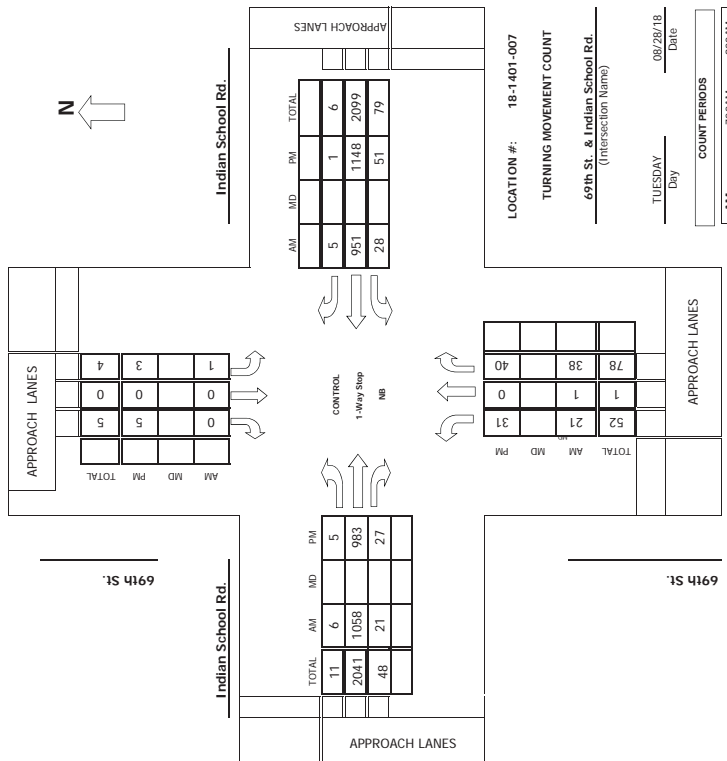 APPROACH LANES
N
Indian School Rd.
AM MD PM TOTAL
5 1 6
951 1148 2099
28 51 79
APPROACH LANES
TOTAL 5 0 4
PM 5 0 3
MD
AM 0 0 1
CONTROL
1-Way Stop
NB
LOCATION #: 18-1401-007
TURNING MOVEMENT COUNT
69th St. & Indian School Rd.
(Intersection Name)
TUESDAY 08/28/18
Day Date
COUNT PERIODS
PM 31 0 40
MD
AM 21 1 38
MD
TOTAL 52 1 78
APPROACH LANES
69th St.
69th St.
Indian School Rd.
TOTAL AM MD PM
11 6 5
2041 1058 983
48 21 27
APPROACH LANES